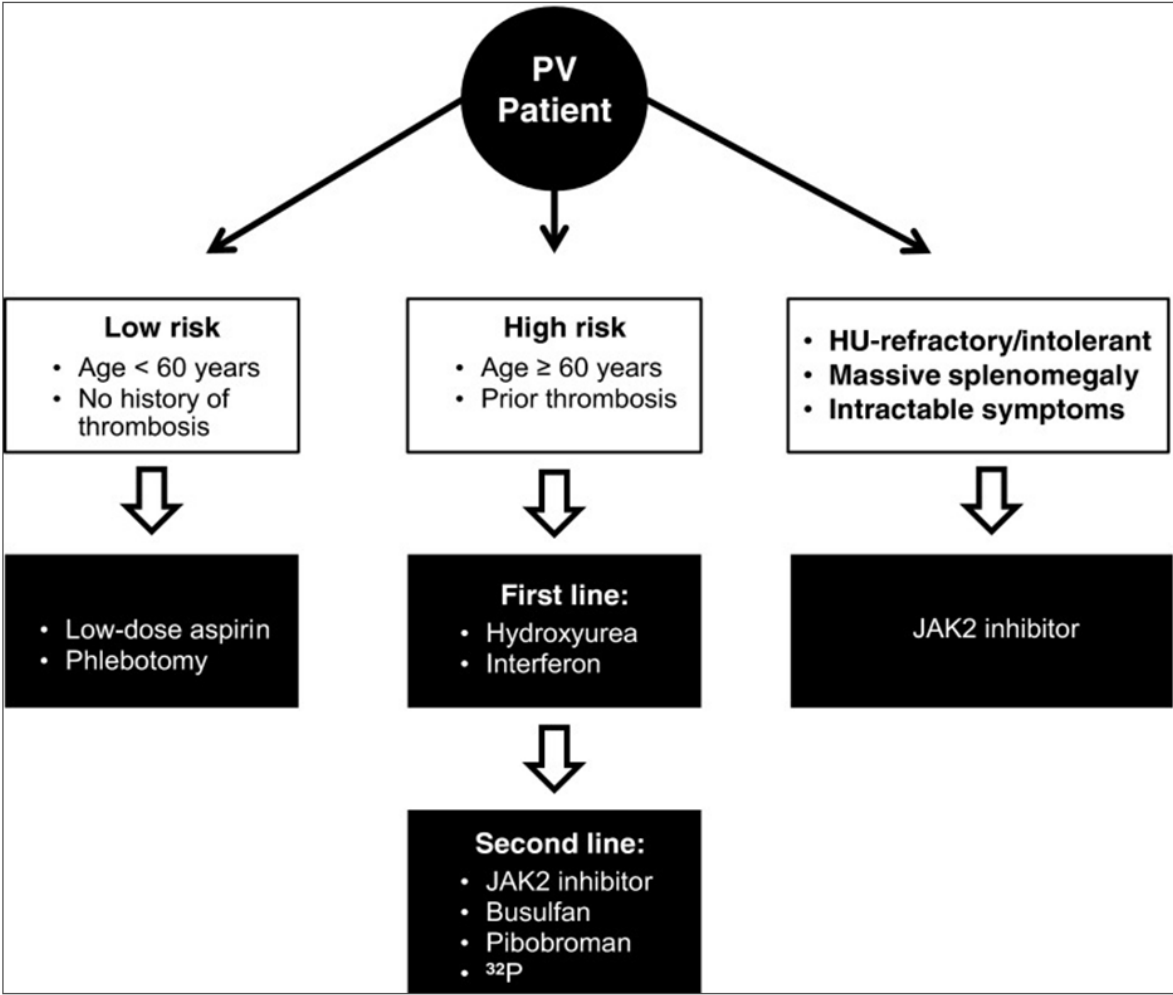 PV
Patient
Low risk
• Age < 60 years
• No history of
thrombosis
High risk
• Age ≥ 60 years
• Prior thrombosis
• HU-refractory/intolerant
• Massive splenomegaly
• Intractable symptoms
• Low-dose aspirin
• Phlebotomy
First line:
• Hydroxyurea
• Interferon
JAK2 inhibitor
Second line:
• JAK2 inhibitor
• Busulfan
• Pibobroman
• ³²P